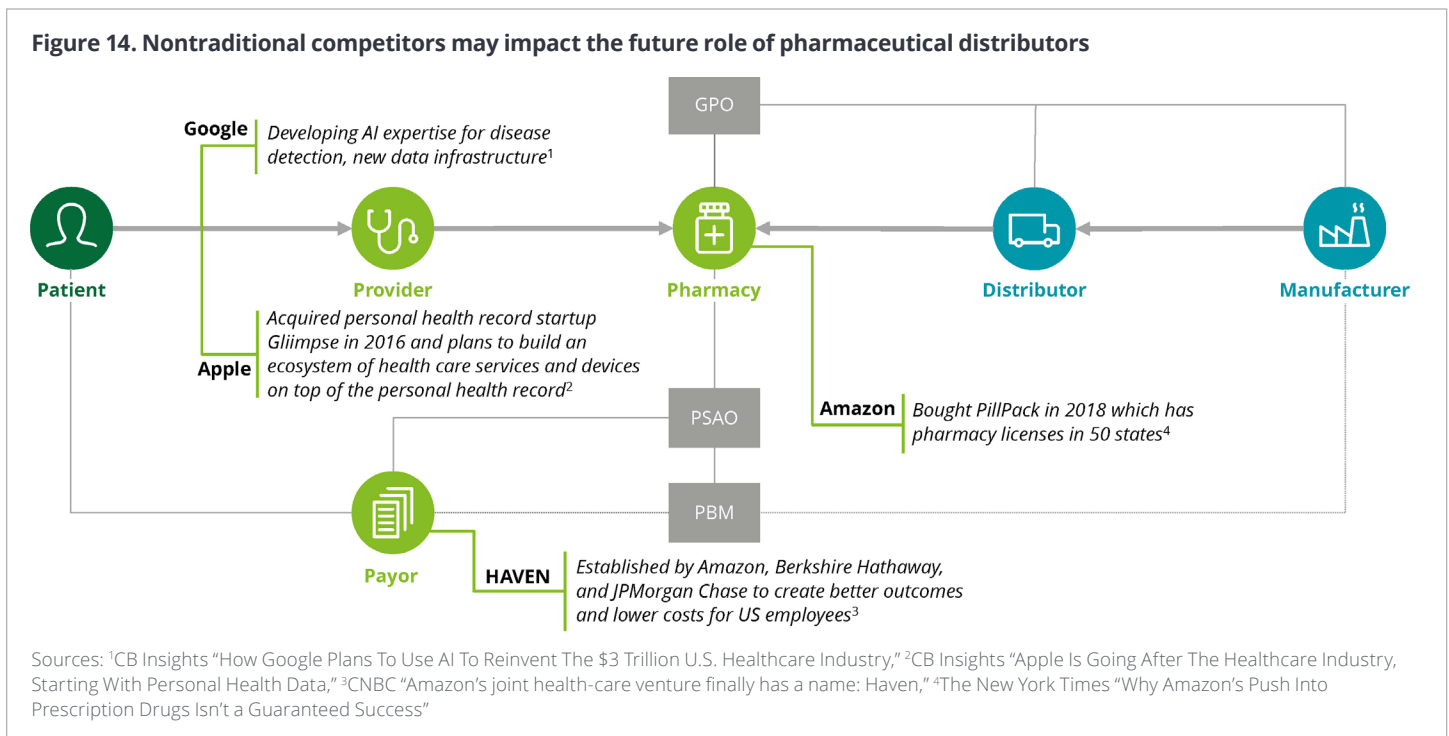 Figure 14. Nontraditional competitors may impact the future role of pharmaceutical distributors
GPO
Google
Developing AI expertise for disease
detection, new data infrastructure¹
Patient
Provider
Pharmacy
Distributor
Manufacturer
Apple
Acquired personal health record startup
Gliimpse in 2016 and plans to build an
ecosystem of health care services and devices
on top of the personal health record²
PSAO
Amazon
Bought PillPack in 2018 which has
pharmacy licenses in 50 states⁴
PBM
Payor
HAVEN
Established by Amazon, Berkshire Hathaway,
and JPMorgan Chase to create better outcomes
and lower costs for US employees³
Sources: ¹CB Insights “How Google Plans To Use AI To Reinvent The $3 Trillion U.S. Healthcare Industry,” ²CB Insights “Apple Is Going After The Healthcare Industry,
Starting With Personal Health Data,” ³CNBC “Amazon’s joint health-care venture finally has a name: Haven,” ⁴The New York Times “Why Amazon’s Push Into
Prescription Drugs Isn’t a Guaranteed Success”